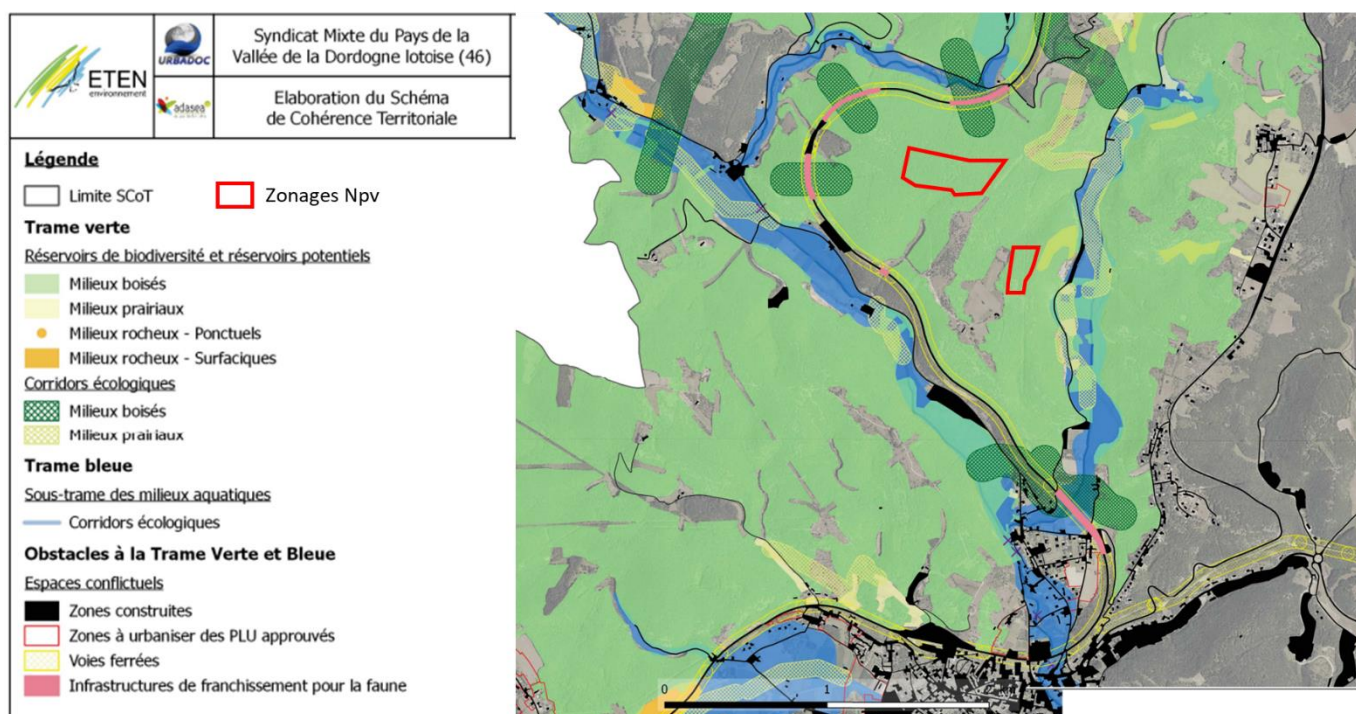 ETEN
environnement
URBADOC
adasea
Syndicat Mixte du Pays de la
Vallée de la Dordogne lotoise (46)
Elaboration du Schéma
de Cohérence Territoriale
Légende
Limite SCoT
Zonages Npv
Trame verte
Réservoirs de biodiversité et réservoirs potentiels
Milieux boisés
Milieux prairiaux
Milieux rocheux - Ponctuels
Milieux rocheux - Surfaciques
Corridors écologiques
Milieux boisés
Milieux prairiaux
Trame bleue
Sous-trame des milieux aquatiques
Corridors écologiques
Obstacles à la Trame Verte et Bleue
Espaces conflictuels
Zones construites
Zones à urbaniser des PLU approuvés
Voies ferrées
Infrastructures de franchissement pour la faune
0 1